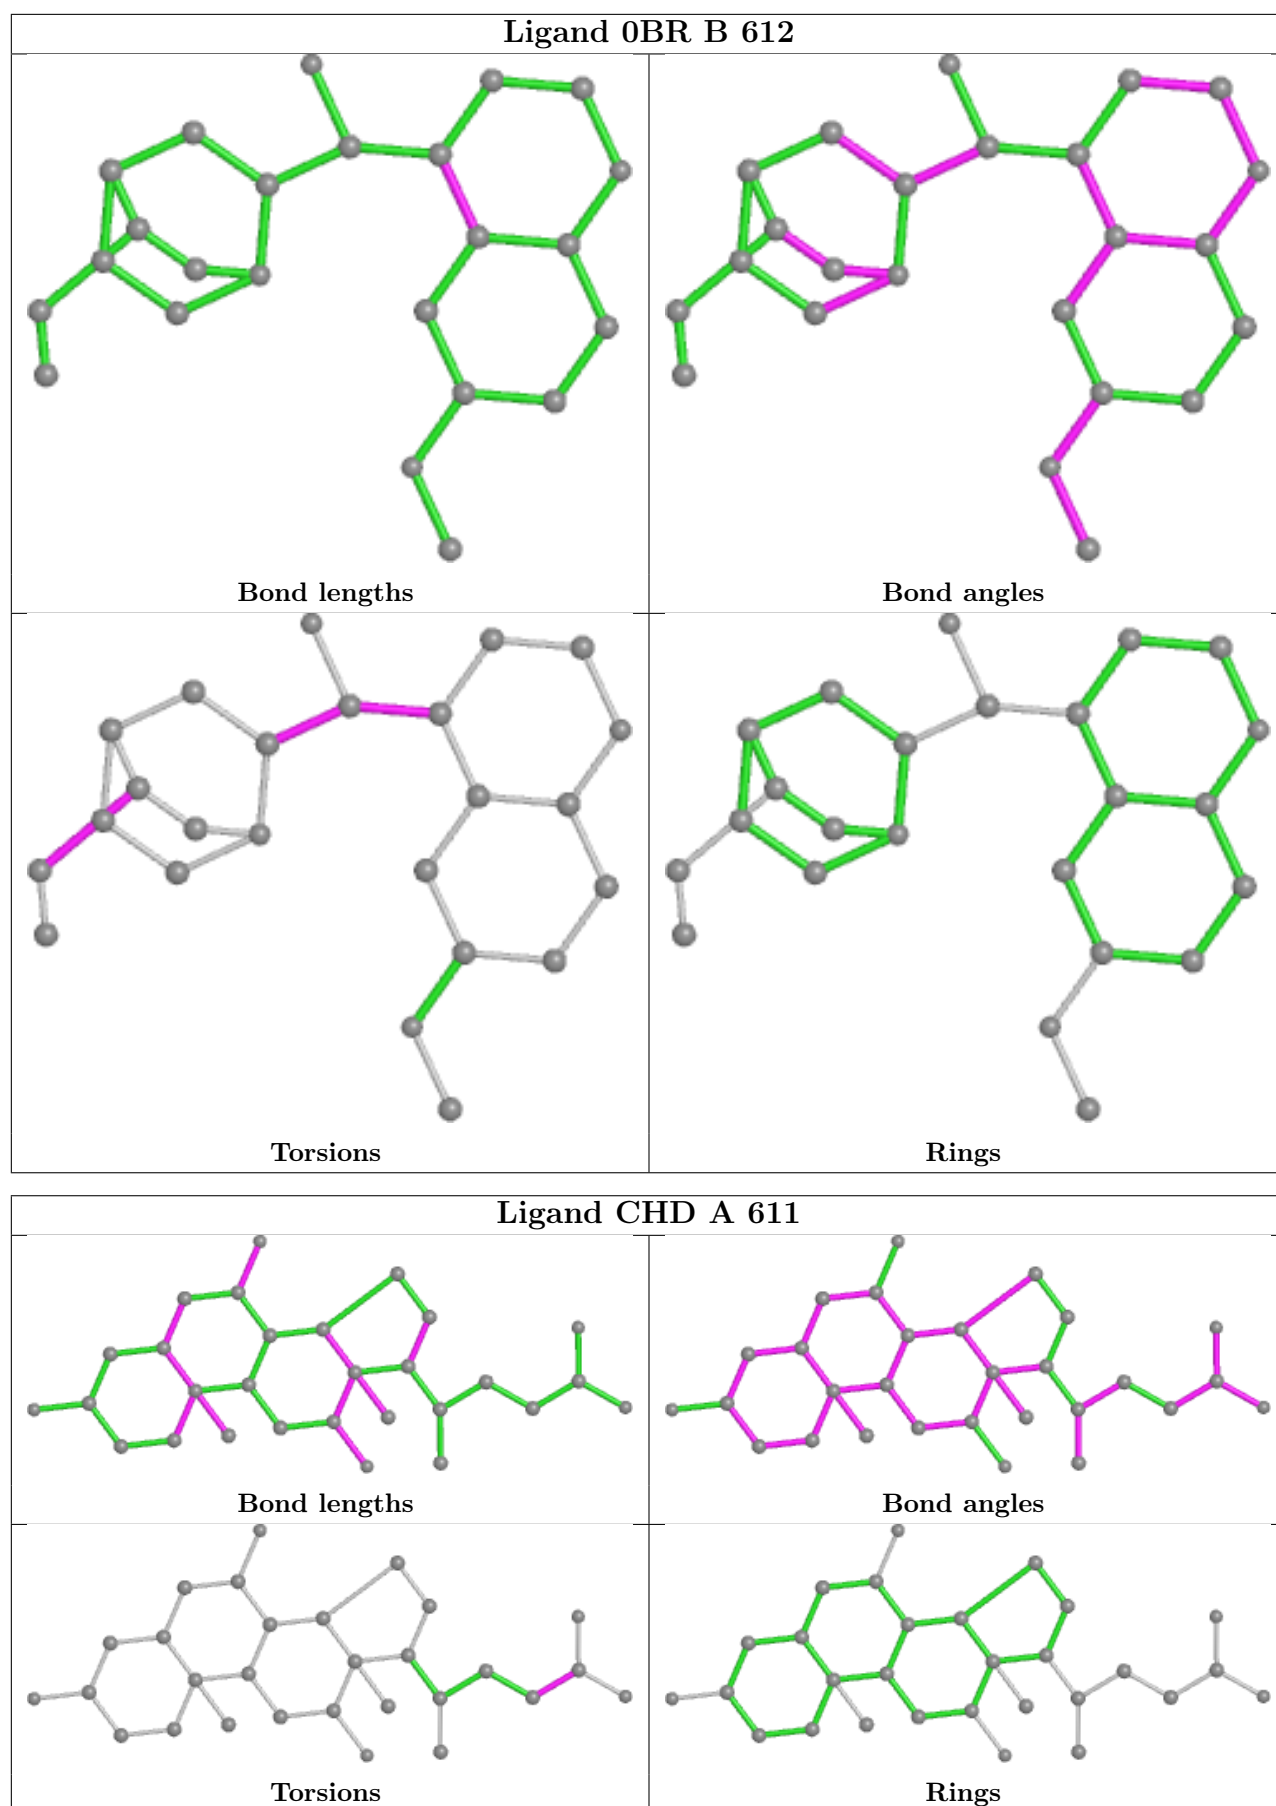 Ligand 0BR B 612
Bond lengths
Bond angles
Torsions
Rings
Ligand CHD A 611
Bond lengths
Bond angles
Torsions
Rings